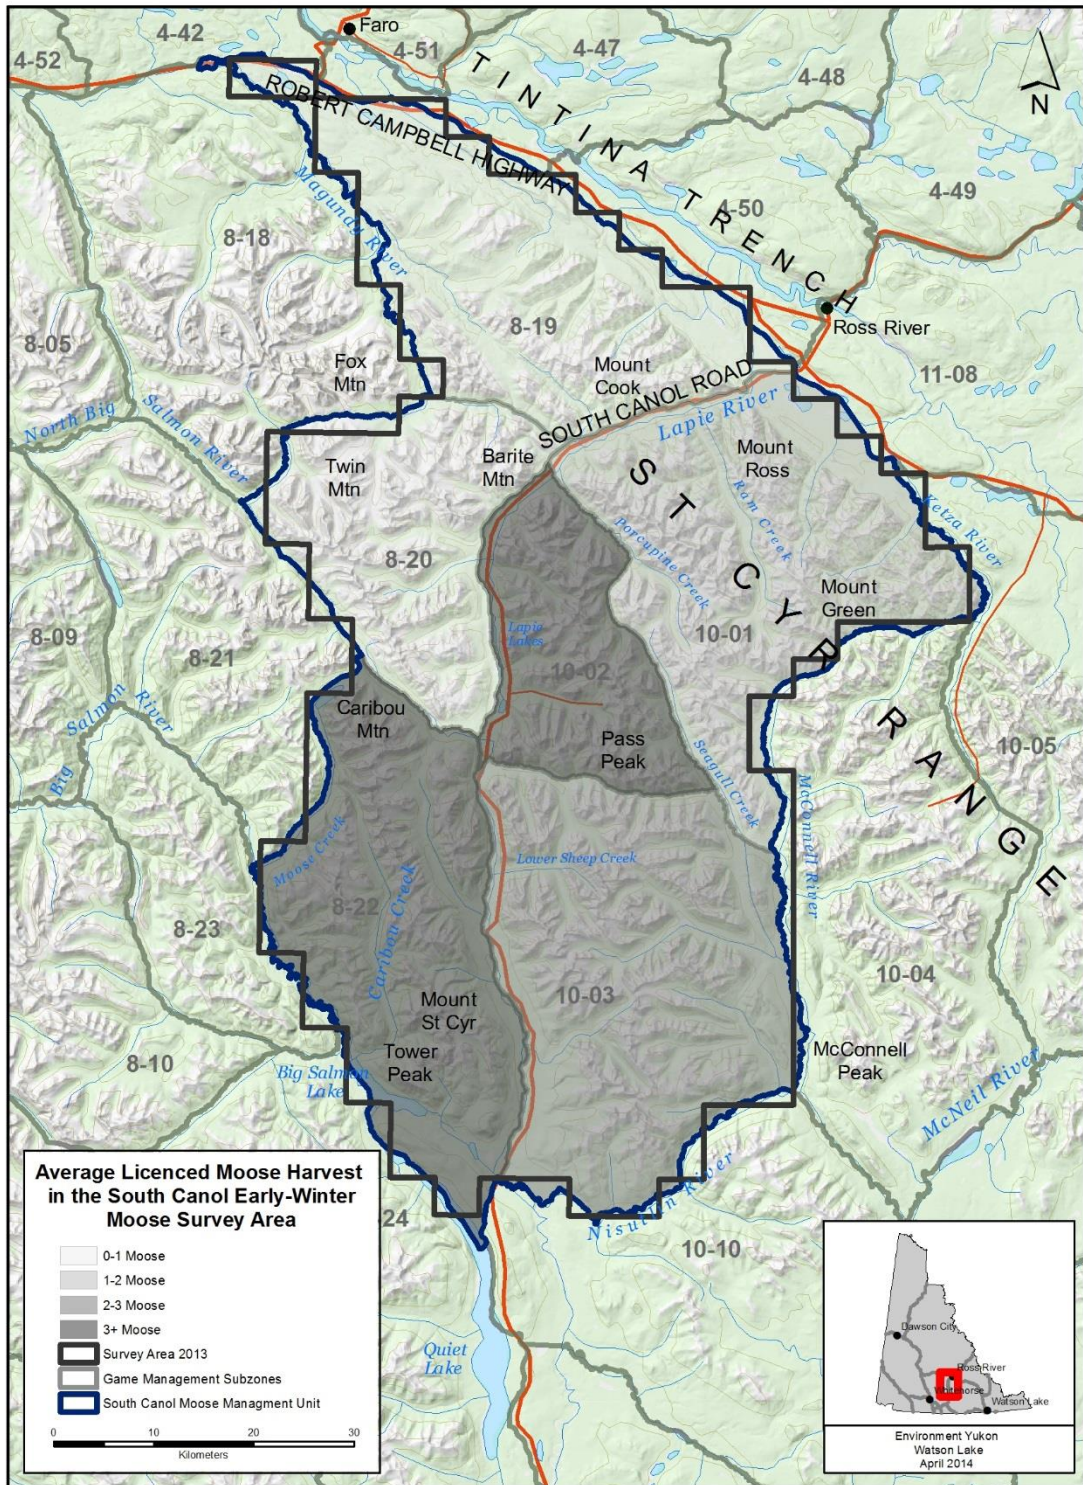 Faro
4-42
4-51
4-47
4-52
4-48
TINTINA TRENCH
N
ROBERT CAMPBELL HIGHWAY
4-49
4-50
Magundy River
8-18
Ross River
8-19
8-05
Fox
Mtn
Mount
Cook
11-08
SOUTH CANOL ROAD
Lapie River
North Big
Salmon River
Barite
Mtn
Twin
Mtn
Mount
Ross
ST CYR RANGE
Ram Creek
Ketza River
Porcupine Creek
8-20
Mount
Green
8-09
8-21
Lapie
Lakes
10-01
10-02
Big Salmon River
Caribou
Mtn
Pass
Peak
10-05
Seagull Creek
McConnell River
Moose Creek
Lower Sheep Creek
8-22
Caribou Creek
8-23
10-04
10-03
Mount
St Cyr
8-10
Tower
Peak
McConnell
Peak
Big Salmon
Lake
McNeil River
-24
Nisutlin River
10-10
Quiet
Lake
Average Licenced Moose Harvest
in the South Canol Early-Winter
Moose Survey Area
0-1 Moose
1-2 Moose
2-3 Moose
3+ Moose
Survey Area 2013
Game Management Subzones
South Canol Moose Managment Unit
0 10 20 30
Kilometers
Dawson City
Ross River
Whitehorse
Watson Lake
Environment Yukon
Watson Lake
April 2014